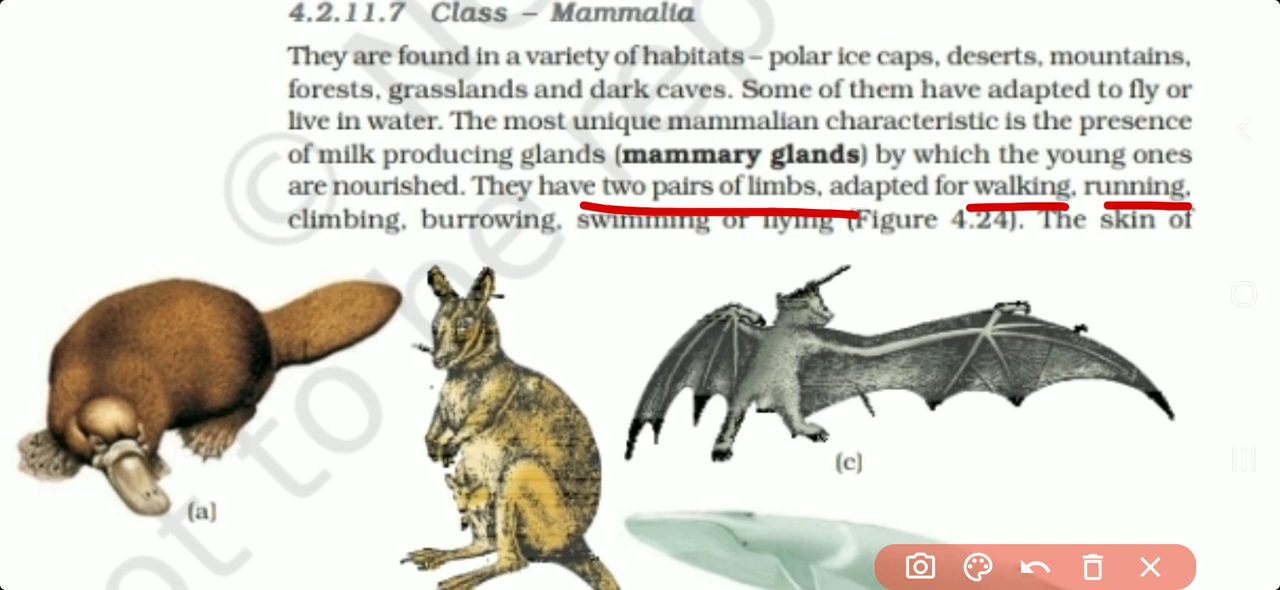 4.2.11.7 Class – Mammalia
They are found in a variety of habitats – polar ice caps, deserts, mountains,
forests, grasslands and dark caves. Some of them have adapted to fly or
live in water. The most unique mammalian characteristic is the presence
of milk producing glands (mammary glands) by which the young ones
are nourished. They have two pairs of limbs, adapted for walking, running,
climbing, burrowing, swimming or flying (Figure 4.24). The skin of
(c)
(a)